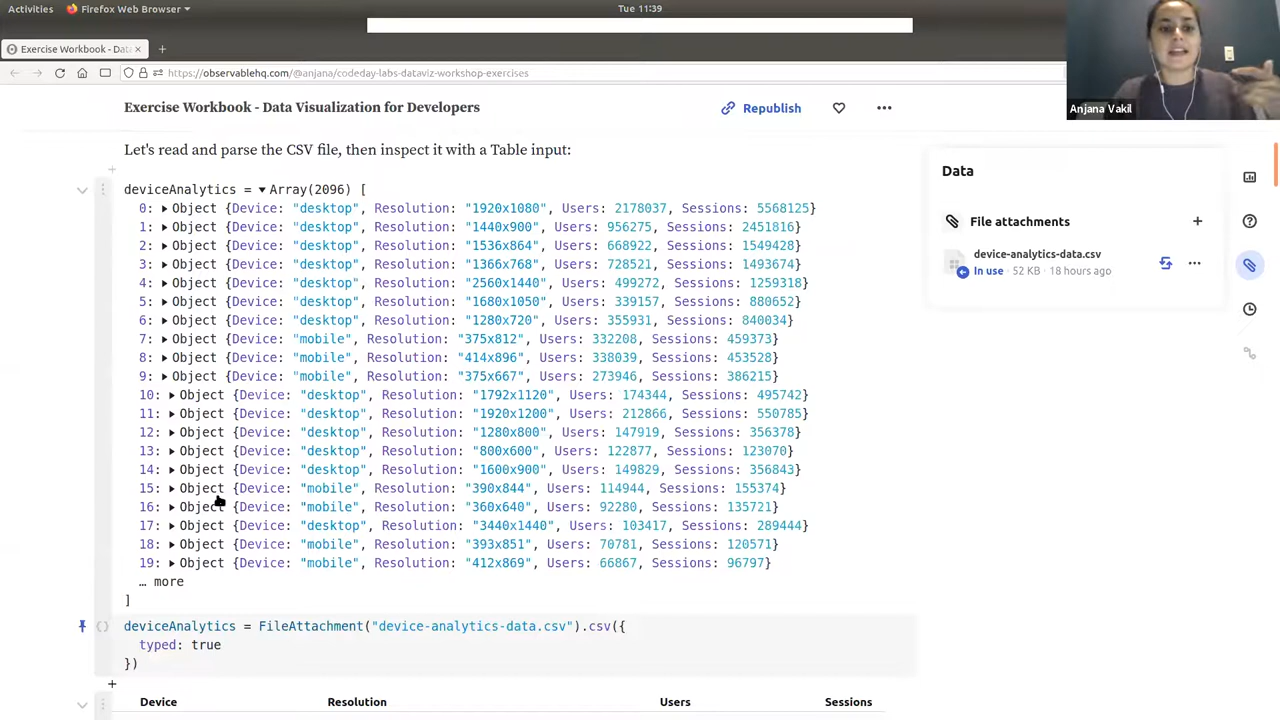 Activities
Firefox Web Browser
Tue 11:39
Exercise Workbook - Dat
https://observablehq.com/@anjana/codeday-labs-dataviz-workshop-exercises
Anjana Vakil
Exercise Workbook - Data Visualization for Developers
Republish
Let's read and parse the CSV file, then inspect it with a Table input:
deviceAnalytics = ▼ Array(2096) [
0: ▶ Object {Device: "desktop", Resolution: "1920x1080", Users: 2178037, Sessions: 5568125}
1: ▶ Object {Device: "desktop", Resolution: "1440x900", Users: 956275, Sessions: 2451816}
2: ▶ Object {Device: "desktop", Resolution: "1536x864", Users: 668922, Sessions: 1549428}
3: ▶ Object {Device: "desktop", Resolution: "1366x768", Users: 728521, Sessions: 1493674}
4: ▶ Object {Device: "desktop", Resolution: "2560x1440", Users: 499272, Sessions: 1259318}
5: ▶ Object {Device: "desktop", Resolution: "1680x1050", Users: 339157, Sessions: 880652}
6: ▶ Object {Device: "desktop", Resolution: "1280x720", Users: 355931, Sessions: 840034}
7: ▶ Object {Device: "mobile", Resolution: "375x812", Users: 332208, Sessions: 459373}
8: ▶ Object {Device: "mobile", Resolution: "414x896", Users: 338039, Sessions: 453528}
9: ▶ Object {Device: "mobile", Resolution: "375x667", Users: 273946, Sessions: 386215}
10: ▶ Object {Device: "desktop", Resolution: "1792x1120", Users: 174344, Sessions: 495742}
11: ▶ Object {Device: "desktop", Resolution: "1920x1200", Users: 212866, Sessions: 550785}
12: ▶ Object {Device: "desktop", Resolution: "1280x800", Users: 147919, Sessions: 356378}
13: ▶ Object {Device: "desktop", Resolution: "800x600", Users: 122877, Sessions: 123070}
14: ▶ Object {Device: "desktop", Resolution: "1600x900", Users: 149829, Sessions: 356843}
15: ▶ Object {Device: "mobile", Resolution: "390x844", Users: 114944, Sessions: 155374}
16: ▶ Object {Device: "mobile", Resolution: "360x640", Users: 92280, Sessions: 135721}
17: ▶ Object {Device: "desktop", Resolution: "3440x1440", Users: 103417, Sessions: 289444}
18: ▶ Object {Device: "mobile", Resolution: "393x851", Users: 70781, Sessions: 120571}
19: ▶ Object {Device: "mobile", Resolution: "412x869", Users: 66867, Sessions: 96797}
… more
]
deviceAnalytics = FileAttachment("device-analytics-data.csv").csv({
typed: true
})
Device Resolution Users Sessions
Data
File attachments
device-analytics-data.csv
In use · 52 KB · 18 hours ago